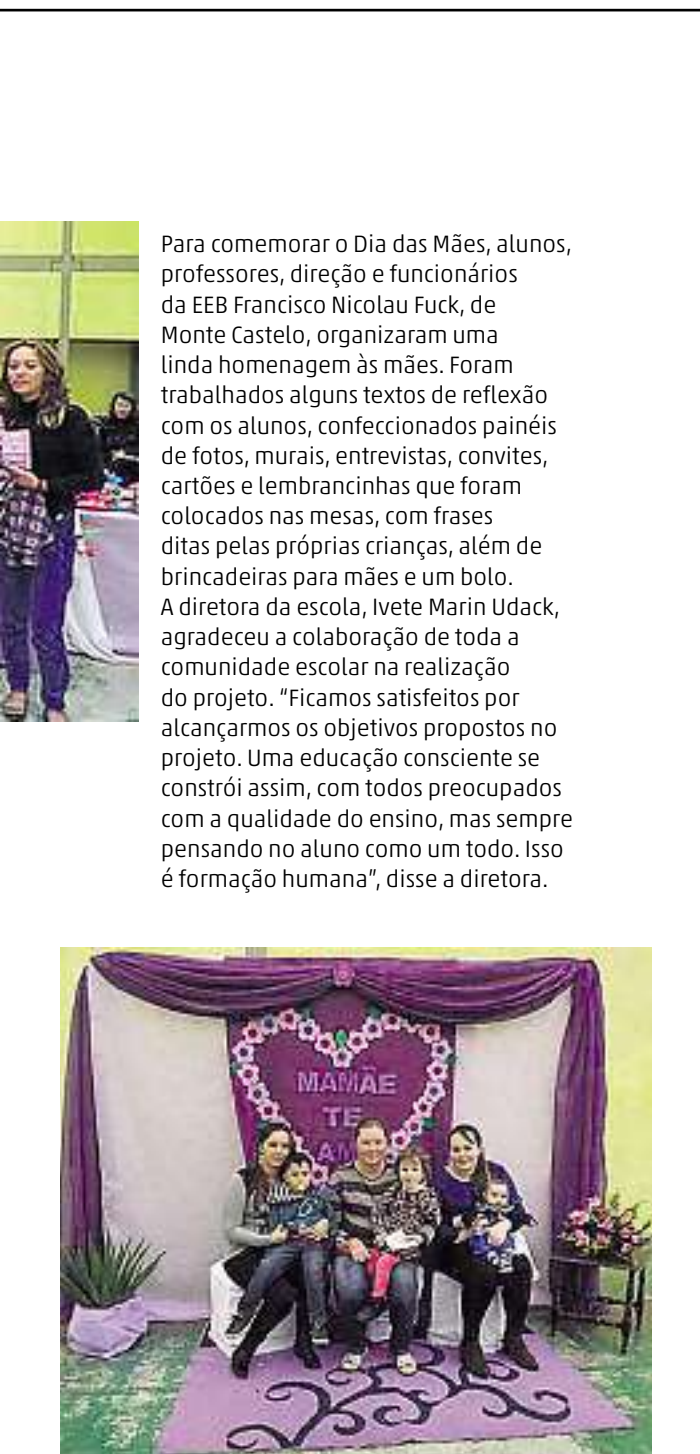 Para comemorar o Dia das Mães, alunos,
professores, direção e funcionários
da EEB Francisco Nicolau Fuck, de
Monte Castelo, organizaram uma
linda homenagem às mães. Foram
trabalhados alguns textos de reflexão
com os alunos, confeccionados painéis
de fotos, murais, entrevistas, convites,
cartões e lembrancinhas que foram
colocados nas mesas, com frases
ditas pelas próprias crianças, além de
brincadeiras para mães e um bolo.
A diretora da escola, Ivete Marin Udack,
agradeceu a colaboração de toda a
comunidade escolar na realização
do projeto. “Ficamos satisfeitos por
alcançarmos os objetivos propostos no
projeto. Uma educação consciente se
constrói assim, com todos preocupados
com a qualidade do ensino, mas sempre
pensando no aluno como um todo. Isso
é formação humana”, disse a diretora.
MAMÃE
TE
AM